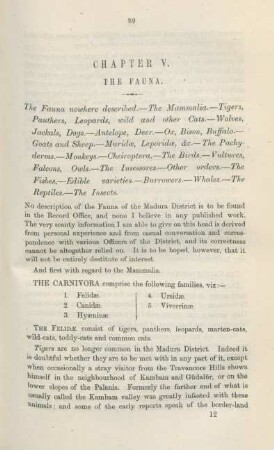 89
CHAPTER V.
THE FAUNA.
The Fauna nowhere described.—The Mammalia.—Tigers,
Panthers, Leopards, wild and other Cats.—Wolves,
Jackals, Dogs.—Antelope, Deer.—Ox, Bison, Buffalo.—
Goats and Sheep.—Muridæ, Leporidæ, &c.—The Pachy-
derms.—Monkeys.—Cheiroptera.—The Birds.—Vultures,
Falcons, Owls.—The Insessores.—Other orders.—The
Fishes.—Edible varieties.—Burrowers.—Whales.—The
Reptiles.—The Insects.
No description of the Fauna of the Madura District is to be found
in the Record Office, and none I believe in any published work.
The very scanty information I am able to give on this head is derived
from personal experience and from casual conversation and corre-
spondence with various Officers of the District, and its correctness
cannot be altogether relied on. It is to be hoped, however, that it
will not be entirely destitute of interest.
And first with regard to the Mammalia.
THE CARNIVORA comprise the following families, viz:—
1. Felidæ
2. Canidæ
3. Hyæninæ
4. Ursidæ
5. Viverrinæ
THE FELIDÆ consist of tigers, panthers, leopards, marten-cats,
wild-cats, toddy-cats and common cats.
Tigers are no longer common in the Madura District. Indeed it
is doubtful whether they are to be met with in any part of it, except
when occasionally a stray visitor from the Travancore Hills shows
himself in the neighbourhood of Kambam and Gûdalûr, or on the
lower slopes of the Palanis. Formerly the further end of what is
usually called the Kambam valley was greatly infested with these
animals; and some of the early reports speak of the border-land
12